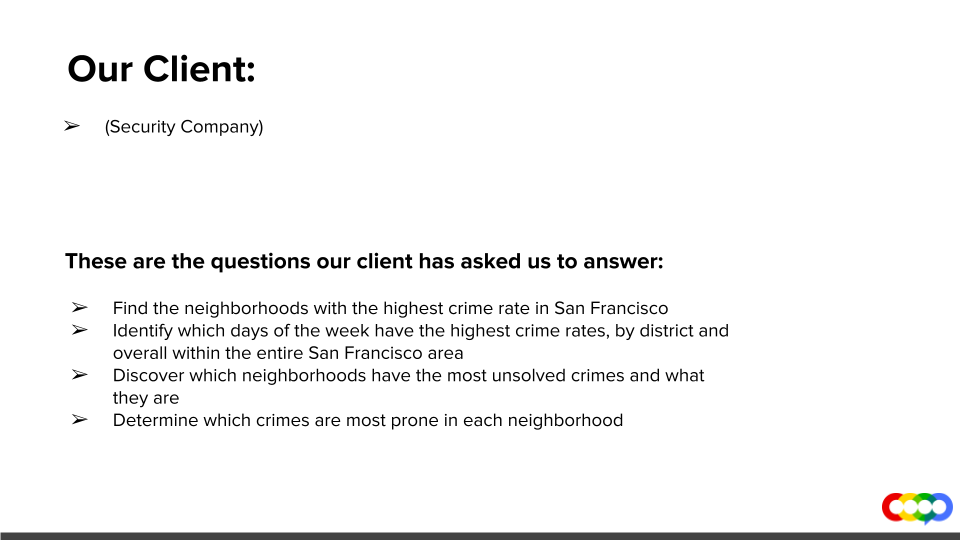 Our Client:
➢ (Security Company)
These are the questions our client has asked us to answer:
➢ Find the neighborhoods with the highest crime rate in San Francisco
➢ Identify which days of the week have the highest crime rates, by district and
overall within the entire San Francisco area
➢ Discover which neighborhoods have the most unsolved crimes and what
they are
➢ Determine which crimes are most prone in each neighborhood
COOP